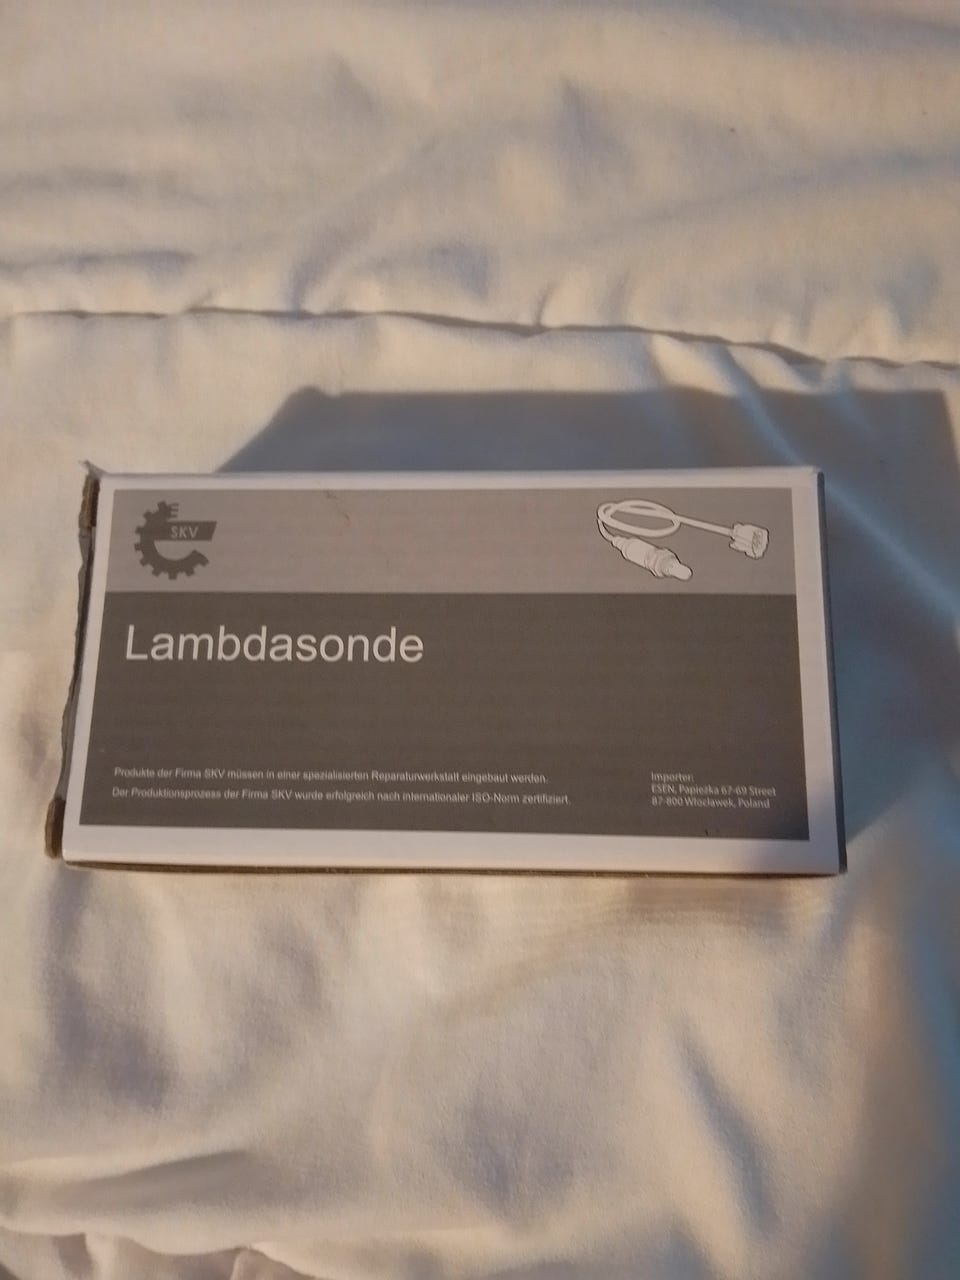 SKV
Lambdasonde
Produkte der Firma SKV müssen in einer spezialisierten Reparaturwerkstatt eingebaut werden.
Der Produktionsprozess der Firma SKV wurde erfolgreich nach internationaler ISO-Norm zertifiziert.
Importer:
ESEN, Papieżka 67-69 Street
87-800 Włocławek, Poland